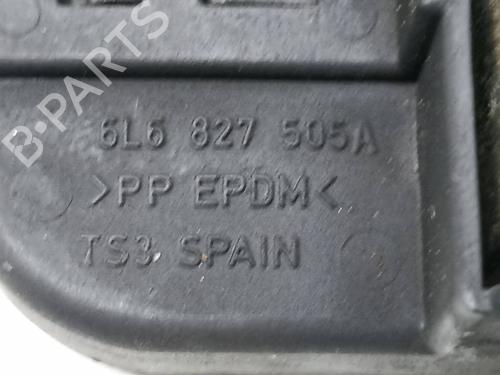 B-PARTS
6L6 827 505A
>PP EPDM<
TS3 SPAIN